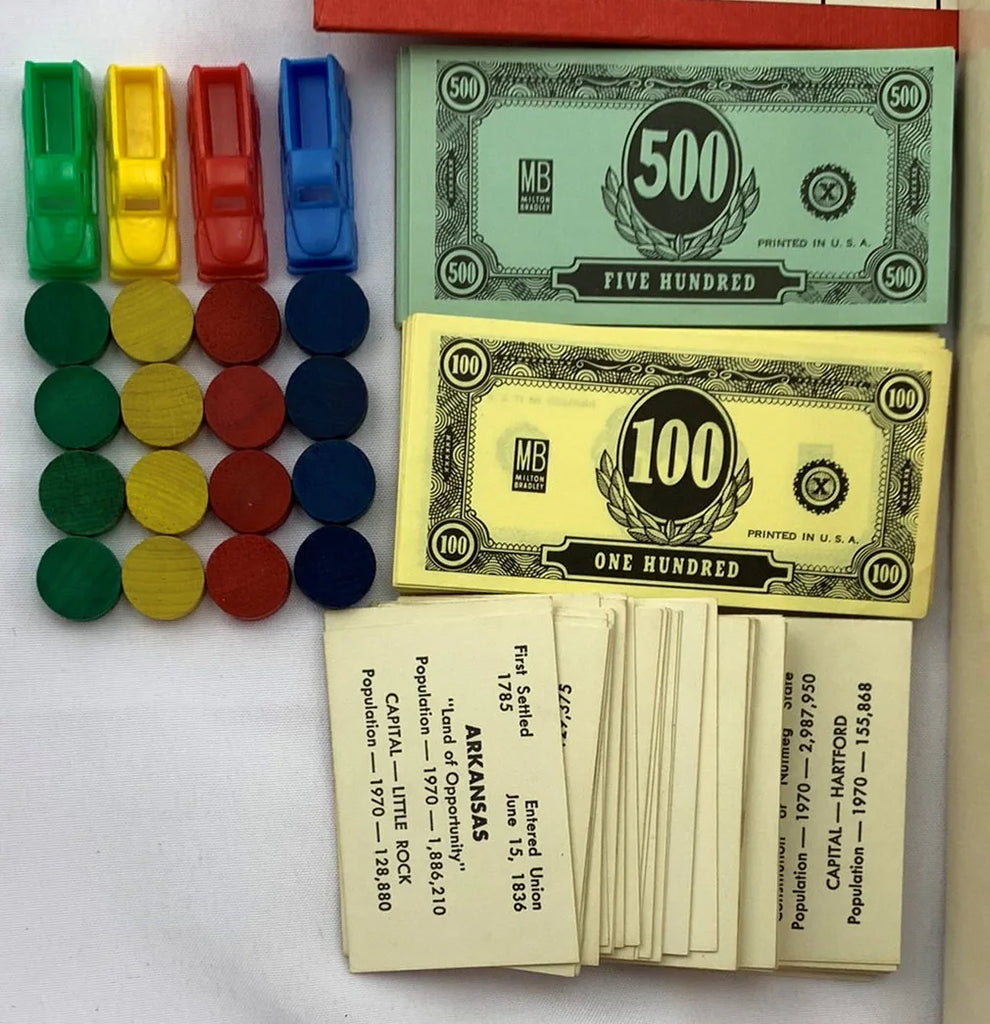 500
500
500
MB
MILTON
BRADLEY
X
PRINTED IN U. S. A.
500
500
FIVE HUNDRED
100
100
100
MB
MILTON
BRADLEY
X
PRINTED IN U. S. A.
100
100
ONE HUNDRED
First Settled
1785
Entered Union
June 15, 1836
ARKANSAS
"Land of Opportunity"
Population — 1970 — 1,886,210
CAPITAL — LITTLE ROCK
Population — 1970 — 128,880
State
Population — 1970 — 2,987,950
CAPITAL — HARTFORD
Population — 1970 — 155,868